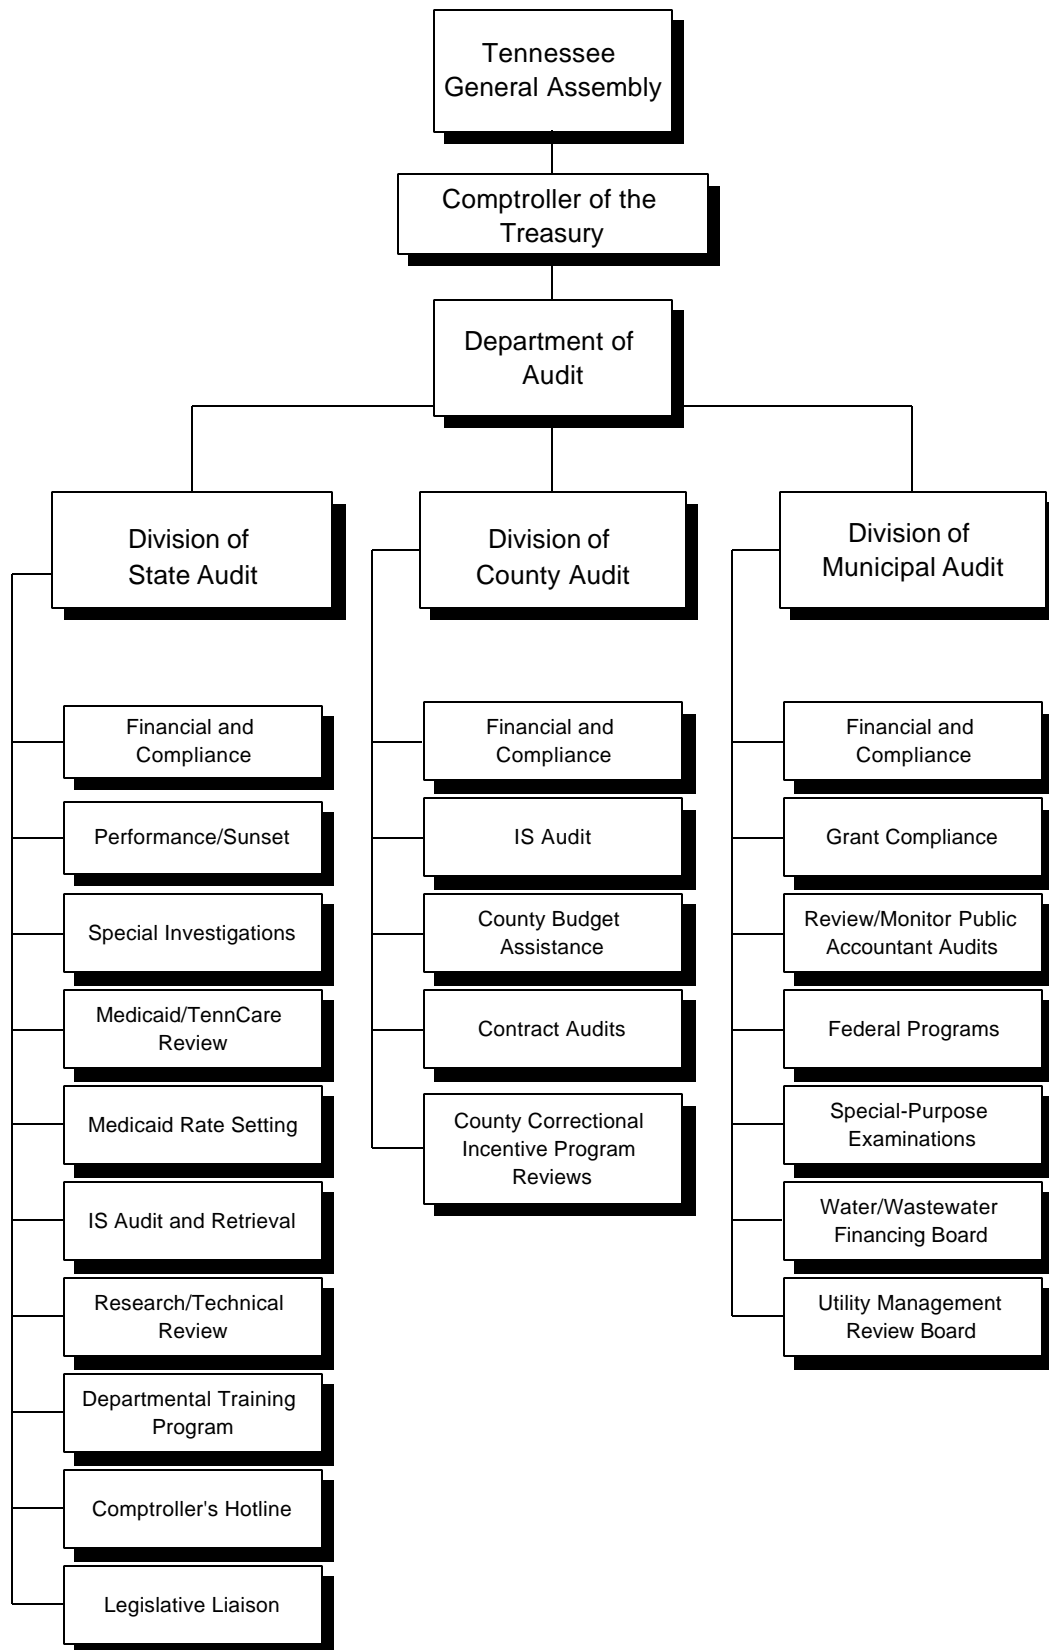 Tennessee
General Assembly
Comptroller of the
Treasury
Department of
Audit
Division of
State Audit
Financial and
Compliance
Performance/Sunset
Special Investigations
Medicaid/TennCare
Review
Medicaid Rate Setting
IS Audit and Retrieval
Research/Technical
Review
Departmental Training
Program
Comptroller's Hotline
Legislative Liaison
Division of
County Audit
Financial and
Compliance
IS Audit
County Budget
Assistance
Contract Audits
County Correctional
Incentive Program
Reviews
Division of
Municipal Audit
Financial and
Compliance
Grant Compliance
Review/Monitor Public
Accountant Audits
Federal Programs
Special-Purpose
Examinations
Water/Wastewater
Financing Board
Utility Management
Review Board